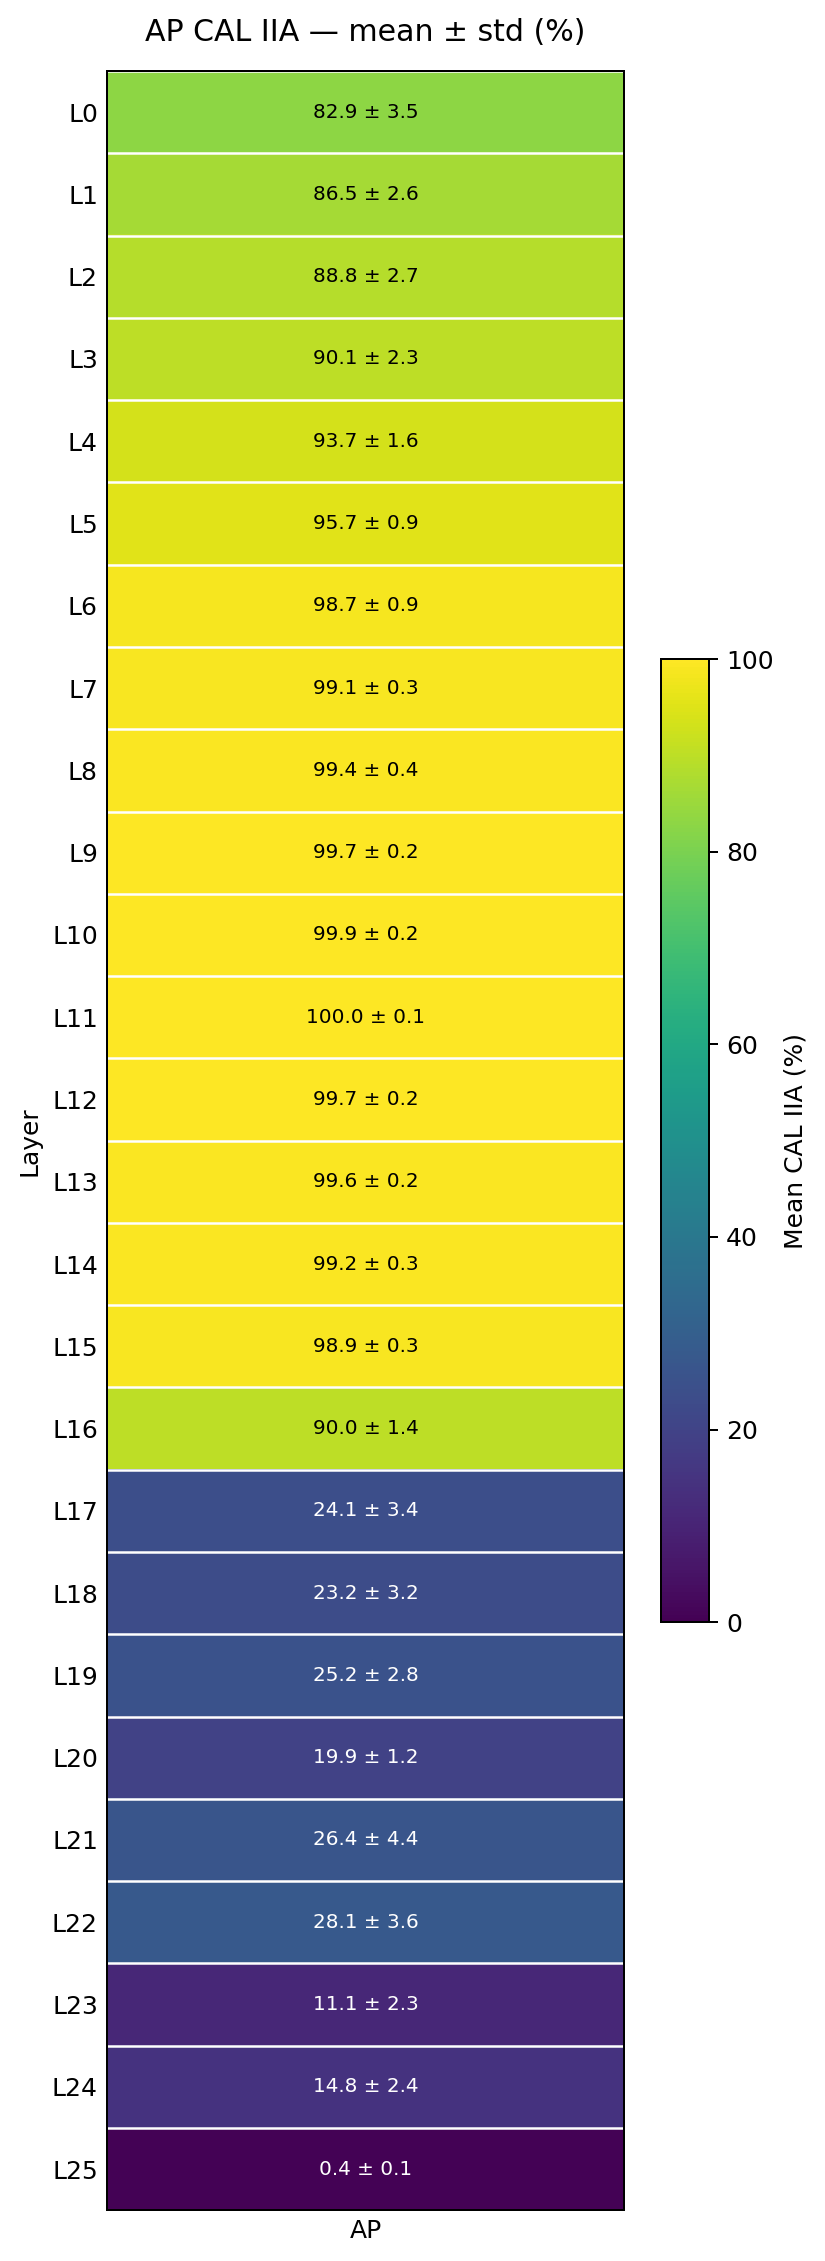 AP CAL IIA — mean ± std (%)
L0 82.9 ± 3.5
L1 86.5 ± 2.6
L2 88.8 ± 2.7
L3 90.1 ± 2.3
L4 93.7 ± 1.6
L5 95.7 ± 0.9
L6 98.7 ± 0.9
L7 99.1 ± 0.3
L8 99.4 ± 0.4
L9 99.7 ± 0.2
L10 99.9 ± 0.2
L11 100.0 ± 0.1
L12 99.7 ± 0.2
L13 99.6 ± 0.2
L14 99.2 ± 0.3
L15 98.9 ± 0.3
L16 90.0 ± 1.4
L17 24.1 ± 3.4
L18 23.2 ± 3.2
L19 25.2 ± 2.8
L20 19.9 ± 1.2
L21 26.4 ± 4.4
L22 28.1 ± 3.6
L23 11.1 ± 2.3
L24 14.8 ± 2.4
L25 0.4 ± 0.1
AP
Layer
100
80
60
40
20
0
Mean CAL IIA (%)